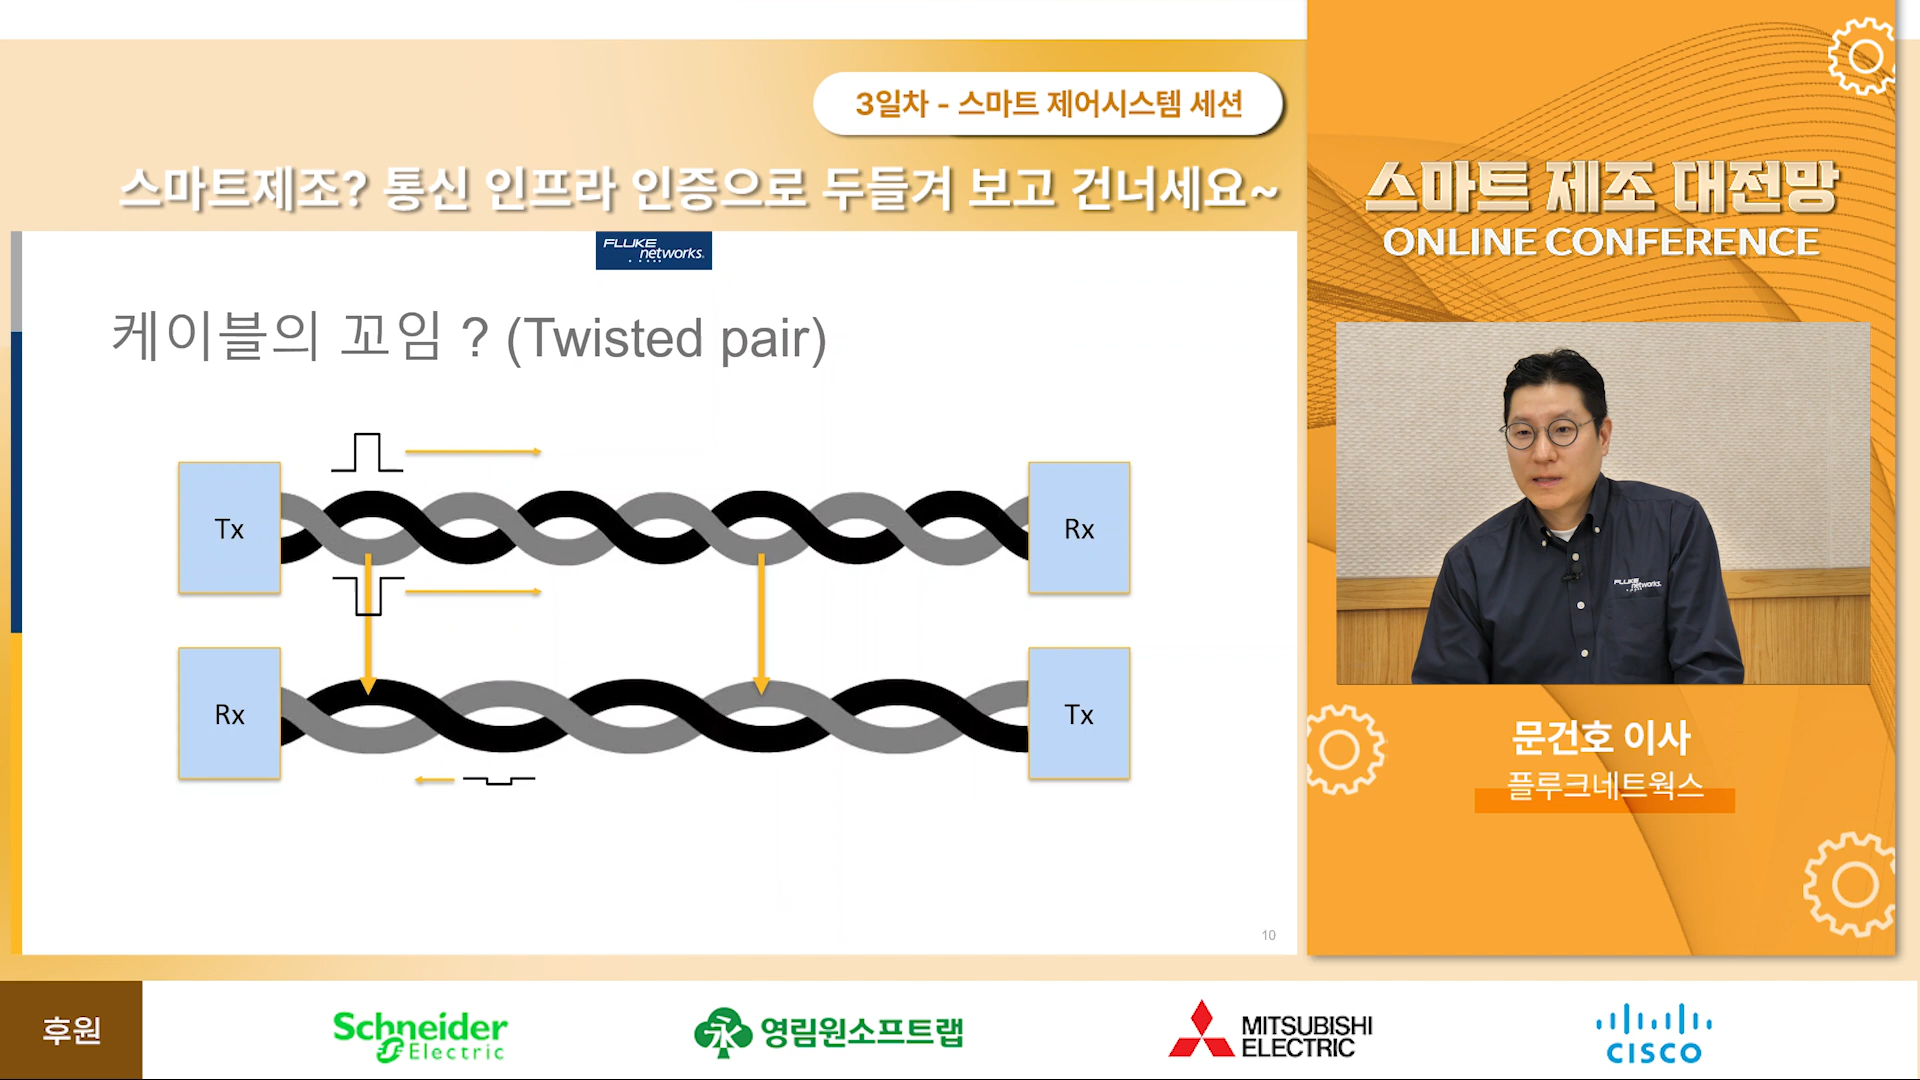 3일차 - 스마트 제어시스템 세션
스마트제조? 통신 인프라 인증으로 두들겨 보고 건너세요~
FLUKE
networks.
케이블의 꼬임 ? (Twisted pair)
Tx
Rx
Rx
Tx
10
스마트 제조 대전망
ONLINE CONFERENCE
FLUKE
networks.
문건호 이사
플루크네트웍스
후원
Schneider
Electric
永 영림원소프트랩
MITSUBISHI
ELECTRIC
CISCO